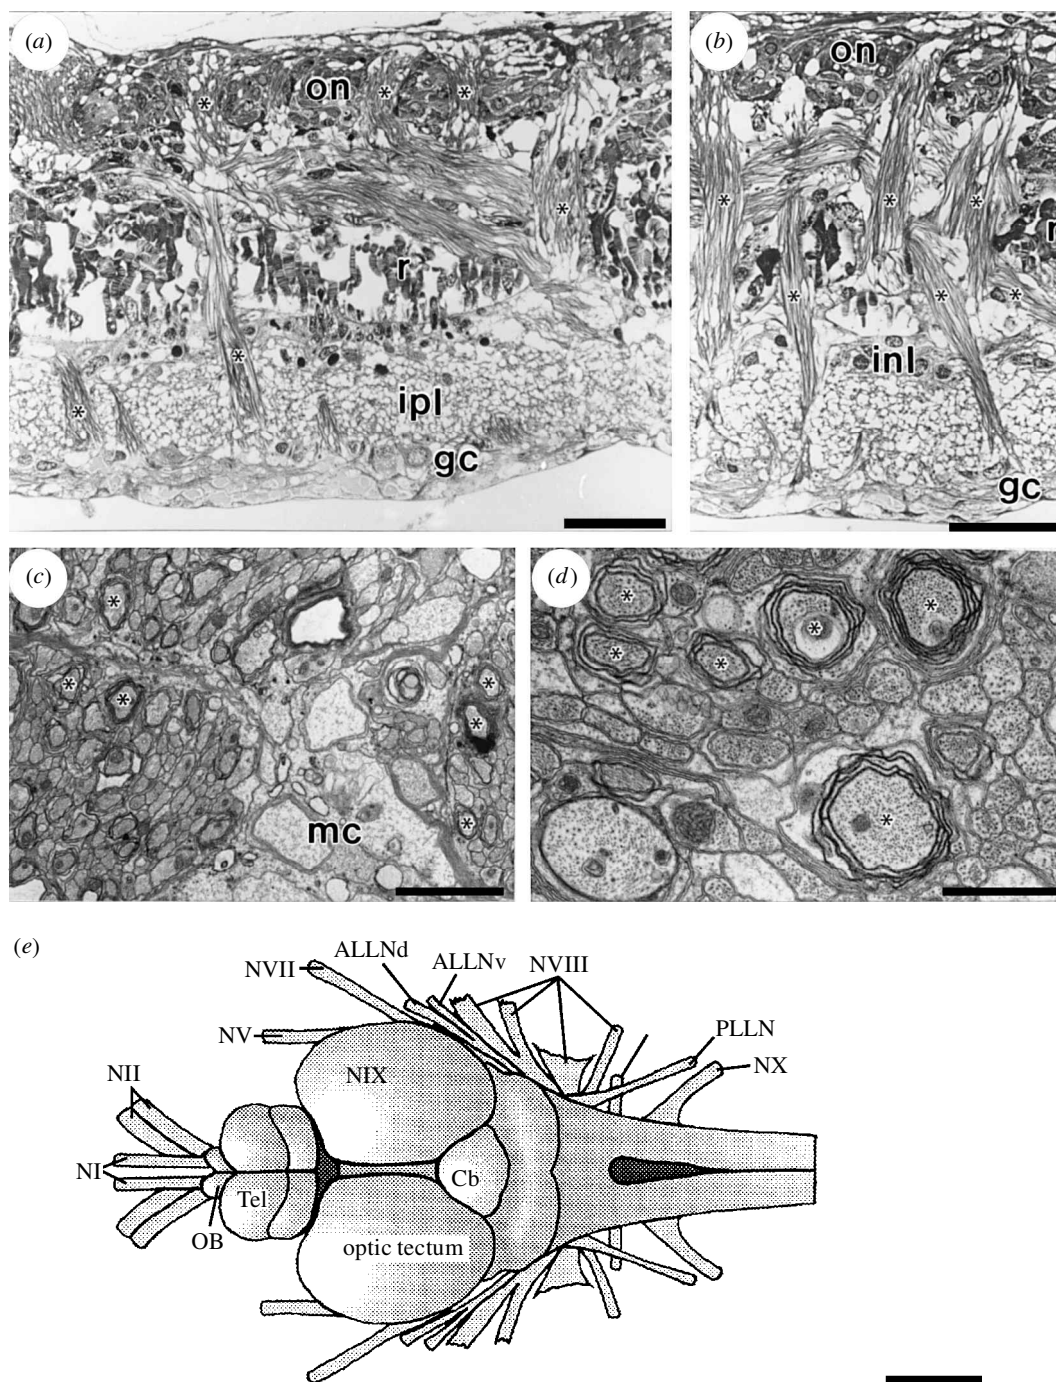 (a)
on
* * *
*
r
*
ipl
*
gc
(b)
on
* * *
r
* * *
inl
gc
(c)
*
* *
*
*
mc
*
(d)
* * *
* *
*
(e)
NVII
ALLNd
ALLNv
NVIII
PLLN
NV
NIX
NX
NII
NI
Tel
Cb
OB
optic tectum